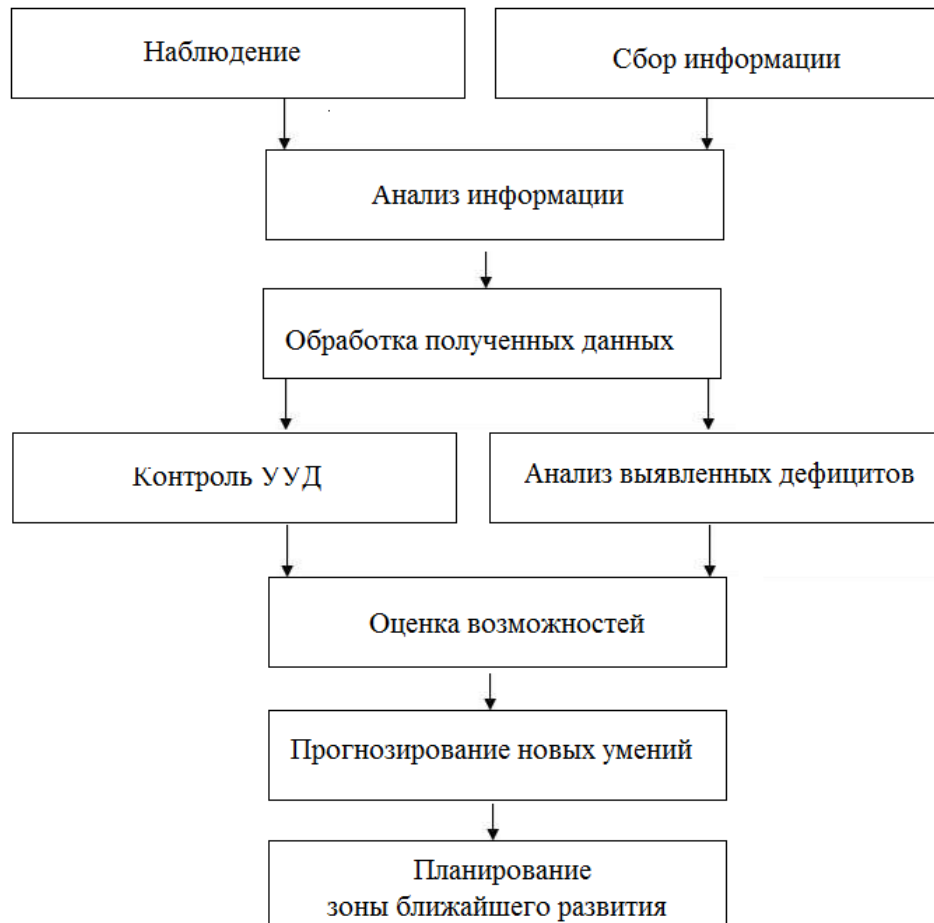 Наблюдение
Сбор информации
Анализ информации
Обработка полученных данных
Контроль УУД
Анализ выявленных дефицитов
Оценка возможностей
Прогнозирование новых умений
Планирование
зоны ближайшего развития